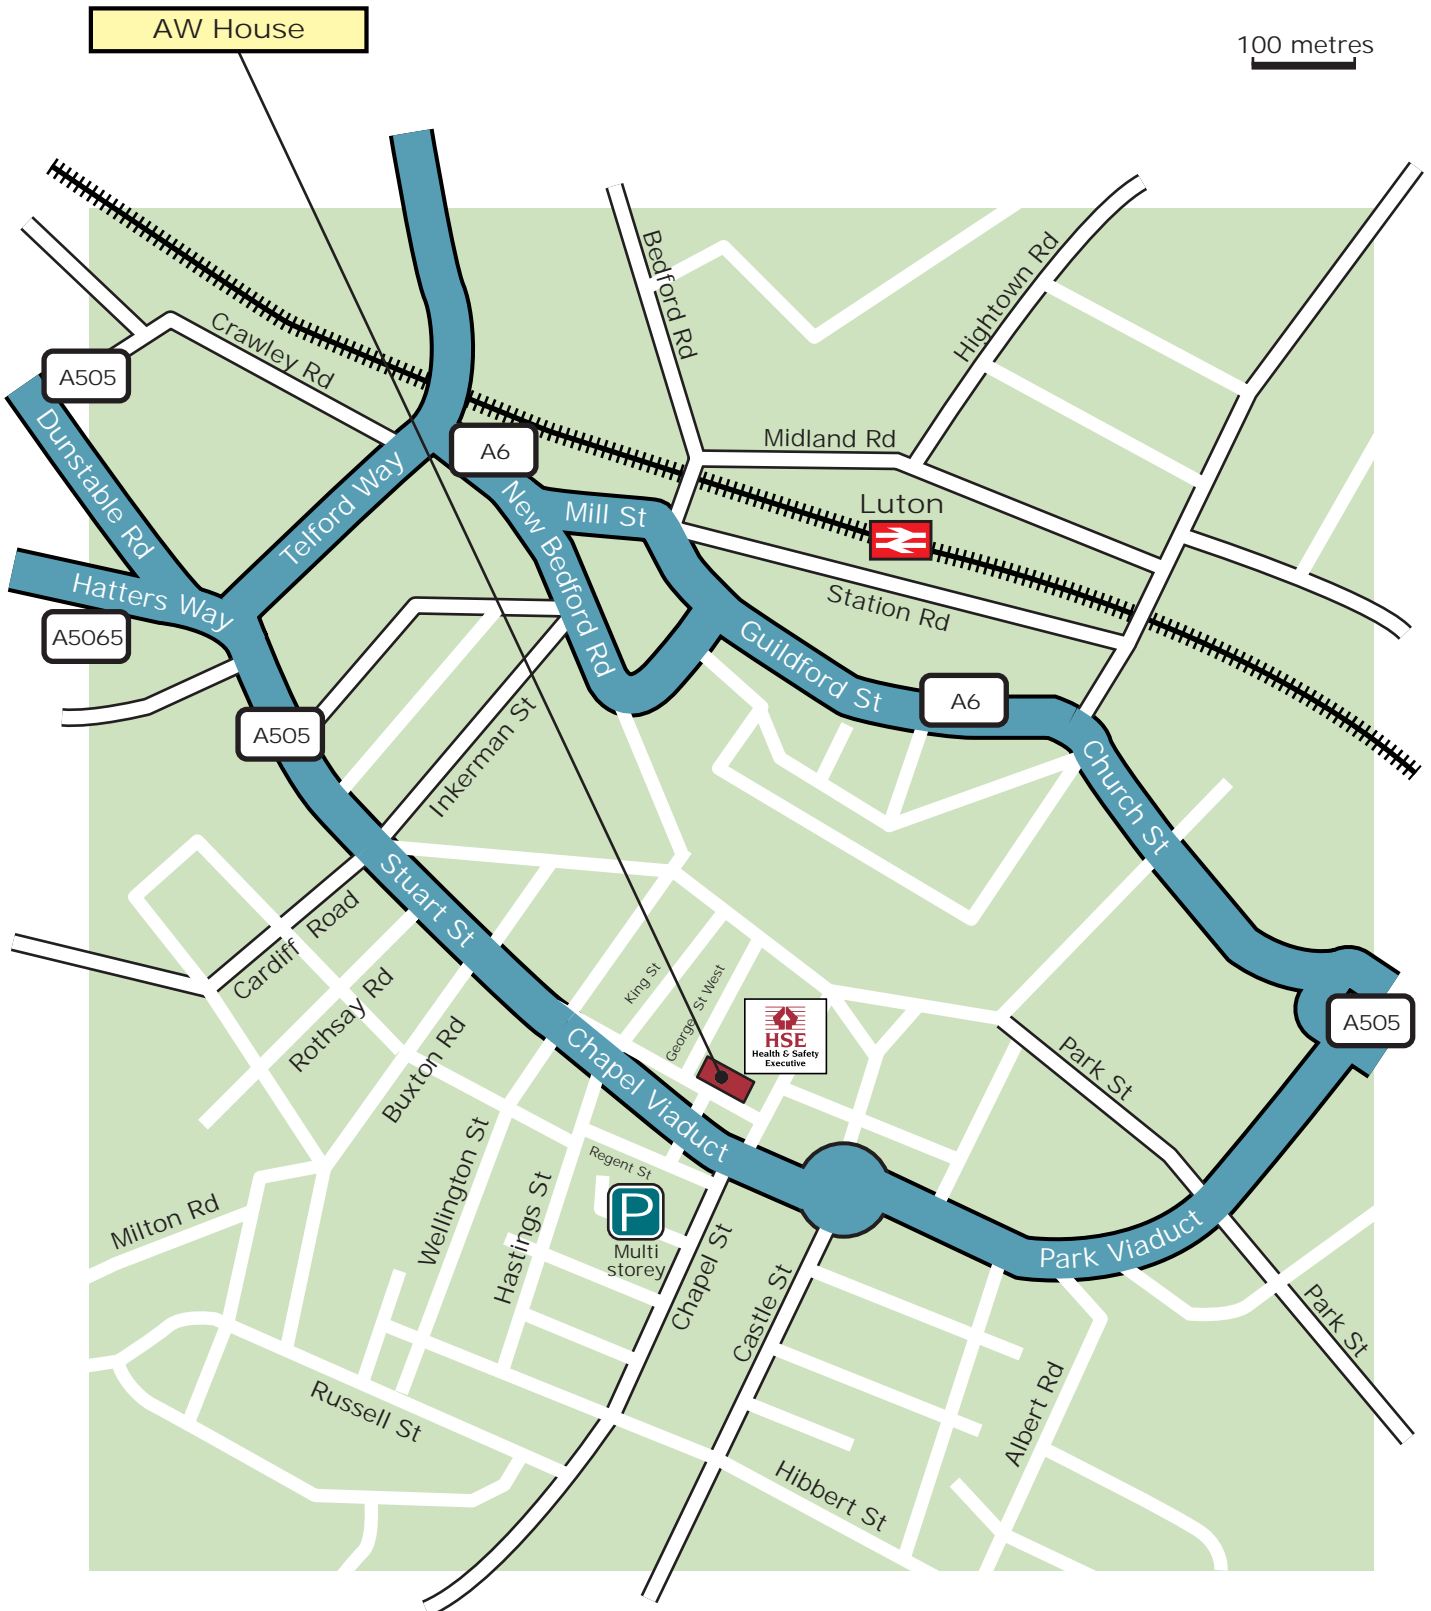 AW House
100 metres
Bedford Rd
Hightown Rd
Crawley Rd
A505
Dunstable Rd
A6
Midland Rd
Telford Way
New Bedford Rd
Mill St
Luton
Station Rd
Hatters Way
A5065
Guildford St
A6
A505
Inkerman St
Church St
Stuart St
Cardiff Road
Rothsay Rd
King St
George St West
HSE
Health & Safety
Executive
A505
Buxton Rd
Chapel Viaduct
Park St
Wellington St
Regent St
Hastings St
P
Multi
storey
Milton Rd
Chapel St
Castle St
Park Viaduct
Park St
Russell St
Albert Rd
Hibbert St